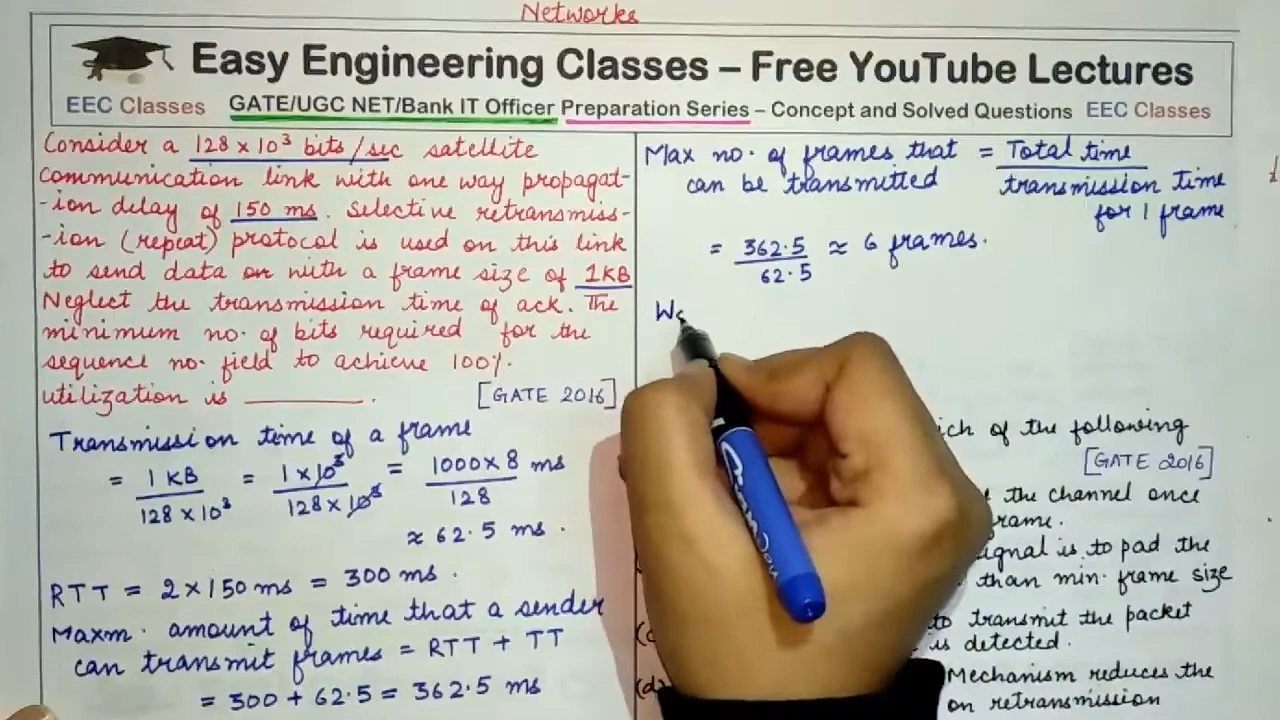 Networks
Easy Engineering Classes – Free YouTube Lectures
EEC Classes GATE/UGC NET/Bank IT Officer Preparation Series – Concept and Solved Questions EEC Classes
Consider a 128 x 10³ bits/sec satellite
communication link with one way propagat-
-ion delay of 150 ms. Selective retransmiss-
-ion (repeat) protocol is used on this link
to send data on with a frame size of 1KB
Neglect the transmission time of ack. The
minimum no. of bits required for the
sequence no. field to achieve 100%.
utilization is ______. [GATE 2016]
Transmission time of a frame
= 1 KB / 128 x 10³ = 1 x 10³ / 128 x 10³ = 1000 x 8 / 128 ms
≈ 62.5 ms.
RTT = 2 x 150 ms = 300 ms.
Maxm. amount of time that a sender
can transmit frames = RTT + TT
= 300 + 62.5 = 362.5 ms
Max no. of frames that = Total time
can be transmitted transmission time
for 1 frame
= 362.5 / 62.5 ≈ 6 frames.
ich of the following
[GATE 2016]
the channel once
rame.
ignal is to pad the
than min. frame size
to transmit the packet
is detected.
(d) Mechanism reduces the
on retransmission